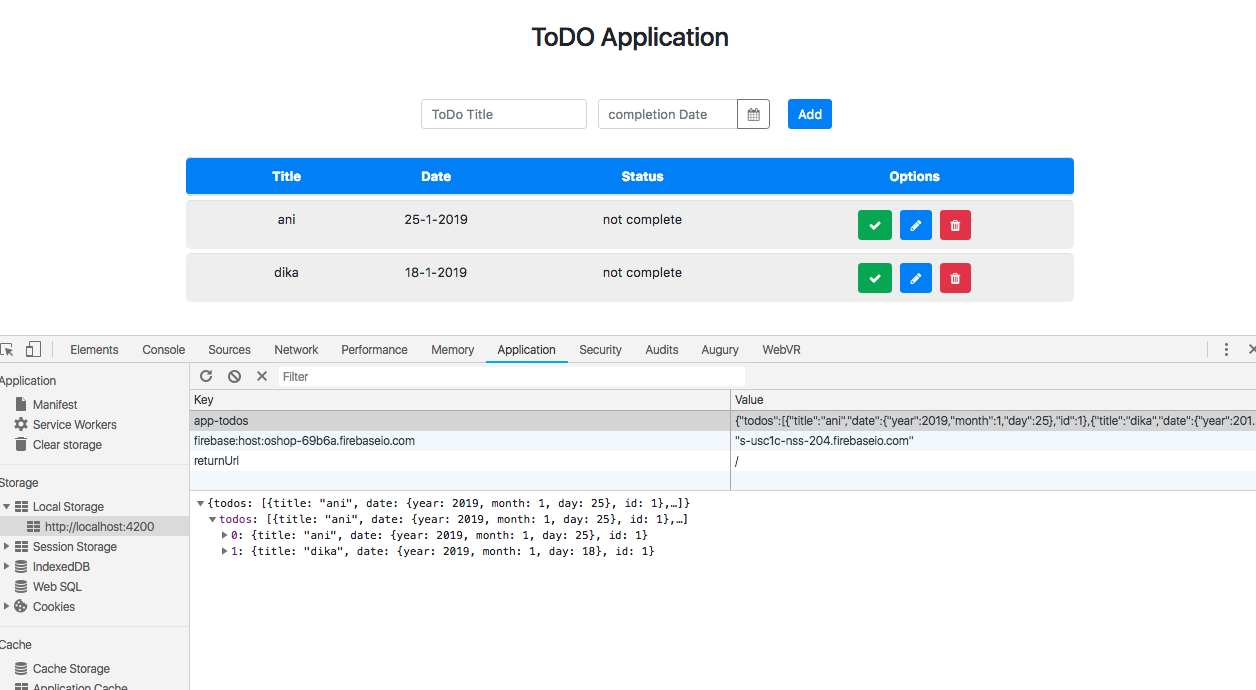 ToDO Application
ToDo Title completion Date Add
Title Date Status Options
ani 25-1-2019 not complete
dika 18-1-2019 not complete
Elements Console Sources Network Performance Memory Application Security Audits Augury WebVR
Application
Manifest
Service Workers
Clear storage
Storage
Local Storage
http://localhost:4200
Session Storage
IndexedDB
Web SQL
Cookies
Cache
Cache Storage
Application Cache
Filter
Key Value
app-todos {"todos":[{"title":"ani","date":{"year":2019,"month":1,"day":25},"id":1},{"title":"dika","date":{"year":201...
firebase:host:oshop-69b6a.firebaseio.com "s-usc1c-nss-204.firebaseio.com"
returnUrl /
{todos: [{title: "ani", date: {year: 2019, month: 1, day: 25}, id: 1},…]}
todos: [{title: "ani", date: {year: 2019, month: 1, day: 25}, id: 1},…]
0: {title: "ani", date: {year: 2019, month: 1, day: 25}, id: 1}
1: {title: "dika", date: {year: 2019, month: 1, day: 18}, id: 1}